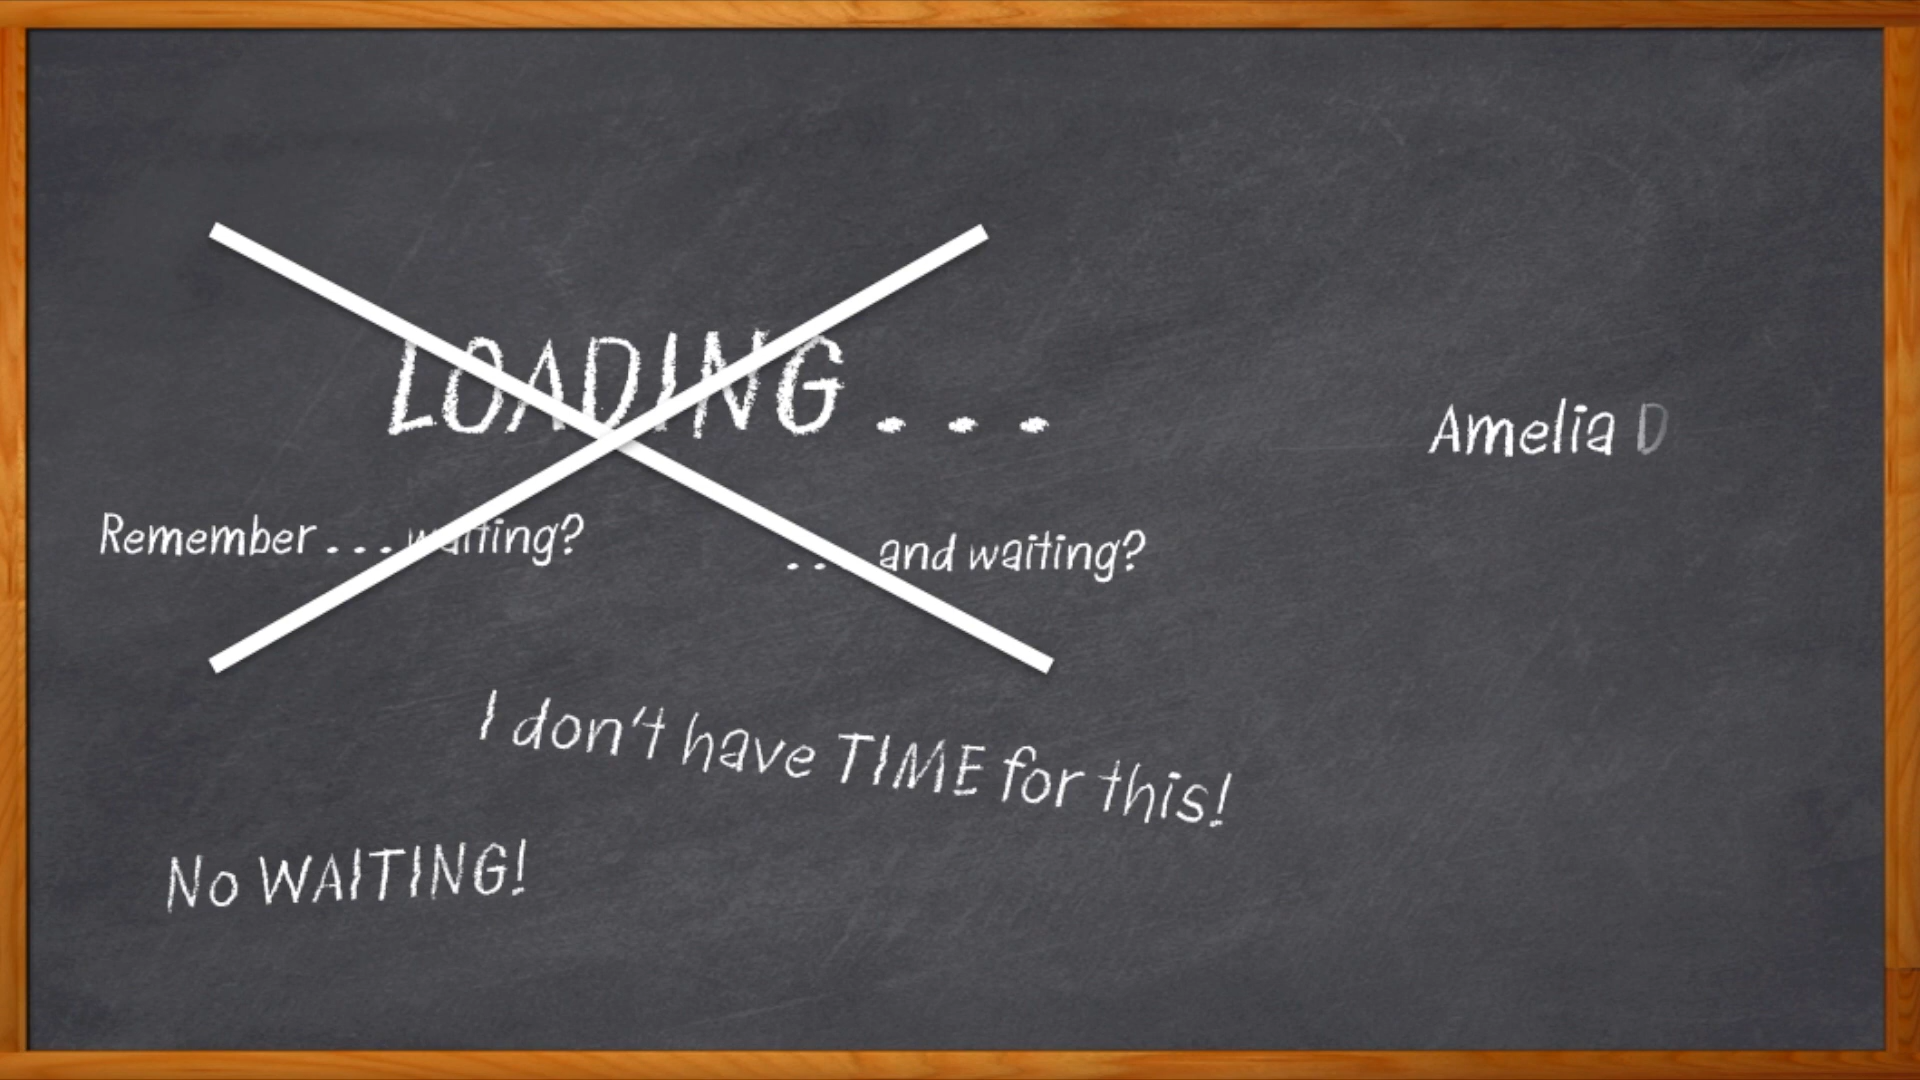 LOADING...
Amelia D
Remember... waiting?
... and waiting?
I don't have TIME for this!
No WAITING!